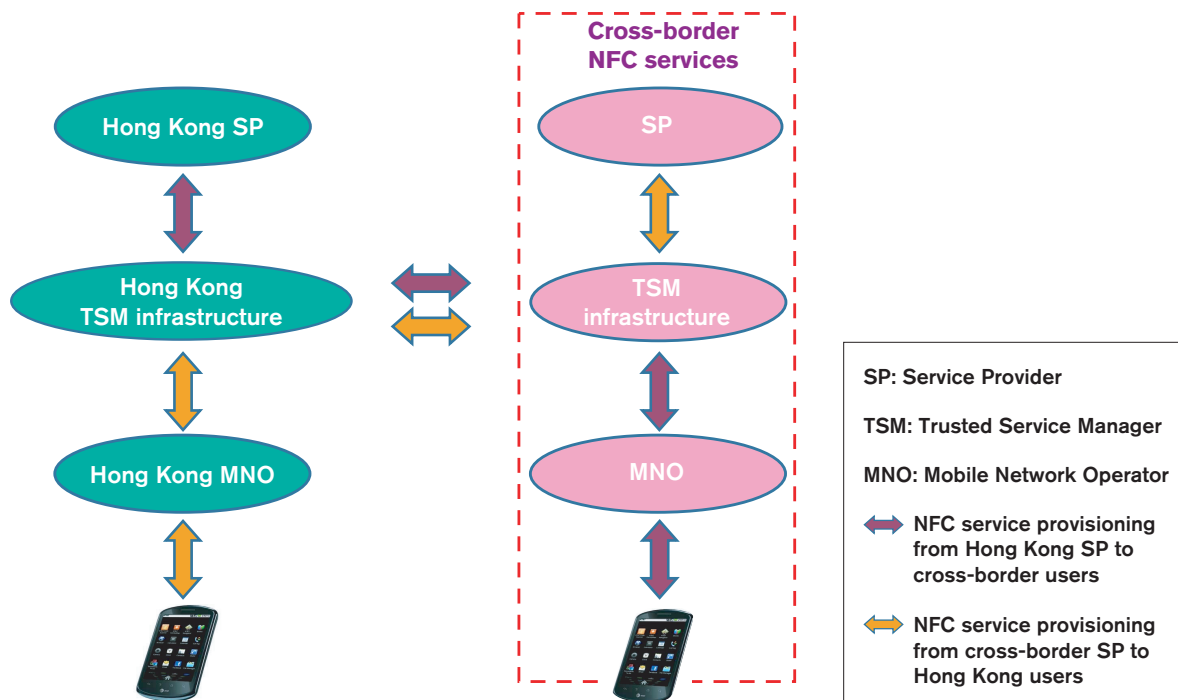 Cross-border
NFC services
Hong Kong SP
SP
Hong Kong
TSM infrastructure
TSM
infrastructure
Hong Kong MNO
MNO
SP: Service Provider
TSM: Trusted Service Manager
MNO: Mobile Network Operator
NFC service provisioning
from Hong Kong SP to
cross-border users
NFC service provisioning
from cross-border SP to
Hong Kong users